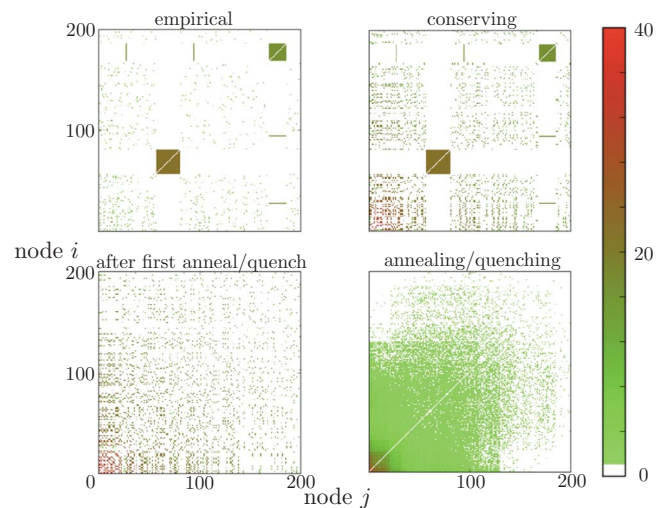 empirical
conserving
200
100
40
20
0
node i
after first anneal/quench
annealing/quenching
200
100
0
100
200
100
200
node j